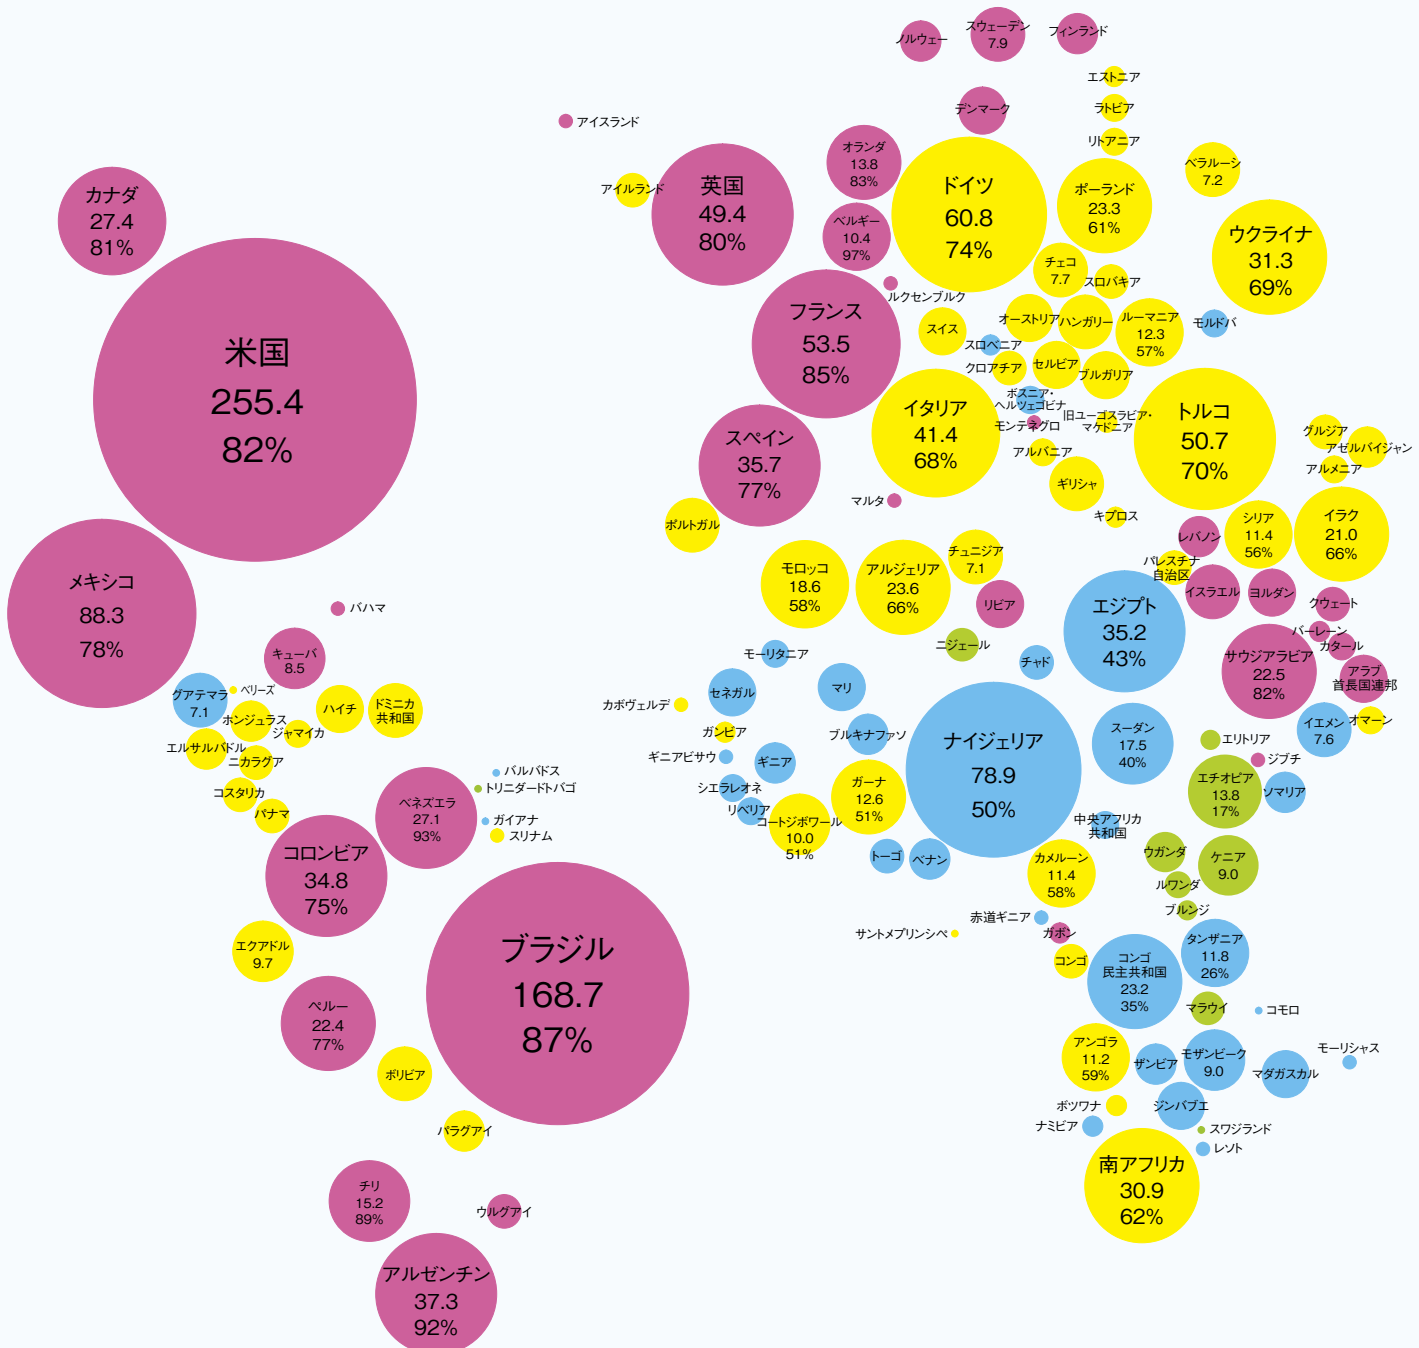 ノルウェー
スウェーデン
7.9
フィンランド
エストニア
ラトビア
リトアニア
デンマーク
アイスランド
オランダ
13.8
83%
ベラルーシ
7.2
アイルランド
英国
49.4
80%
ドイツ
60.8
74%
ポーランド
23.3
61%
カナダ
27.4
81%
ベルギー
10.4
97%
ウクライナ
31.3
69%
チェコ
7.7
スロバキア
ルクセンブルク
フランス
53.5
85%
スイス
オーストリア
ハンガリー
ルーマニア
12.3
57%
モルドバ
スロベニア
クロアチア
セルビア
ブルガリア
米国
255.4
82%
ボスニア・
ヘルツェゴビナ
モンテネグロ
旧ユーゴスラビア・
マケドニア
イタリア
41.4
68%
トルコ
50.7
70%
グルジア
アゼルバイジャン
アルメニア
スペイン
35.7
77%
アルバニア
ギリシャ
マルタ
キプロス
ポルトガル
レバノン
シリア
11.4
56%
イラク
21.0
66%
メキシコ
88.3
78%
モロッコ
18.6
58%
アルジェリア
23.6
66%
チュニジア
7.1
パレスチナ
自治区
イスラエル
ヨルダン
クウェート
バハマ
リビア
エジプト
35.2
43%
バーレーン
カタール
キューバ
8.5
ニジェール
サウジアラビア
22.5
82%
アラブ
首長国連邦
モーリタニア
チャド
グアテマラ
7.1
ベリーズ
ホンジュラス
ジャマイカ
ハイチ
ドミニカ
共和国
カボヴェルデ
セネガル
マリ
エルサルバドル
ニカラグア
ガンビア
ブルキナファソ
ナイジェリア
78.9
50%
スーダン
17.5
40%
イエメン
7.6
オマーン
エリトリア
ジブチ
ギニアビサウ
ギニア
コスタリカ
パナマ
バルバドス
トリニダードトバゴ
ガイアナ
スリナム
ベネズエラ
27.1
93%
シエラレオネ
リベリア
コートジボワール
10.0
51%
ガーナ
12.6
51%
エチオピア
13.8
17%
ソマリア
中央アフリカ
共和国
コロンビア
34.8
75%
トーゴ
ベナン
カメルーン
11.4
58%
ウガンダ
ケニア
9.0
ルワンダ
ブルンジ
エクアドル
9.7
ブラジル
168.7
87%
サントメプリンシペ
赤道ギニア
ガボン
コンゴ
コンゴ
民主共和国
23.2
35%
タンザニア
11.8
26%
マラウイ
コモロ
ペルー
22.4
77%
アンゴラ
11.2
59%
ザンビア
モザンビーク
9.0
マダガスカル
モーリシャス
ボリビア
ボツワナ
ナミビア
ジンバブエ
スワジランド
レソト
パラグアイ
南アフリカ
30.9
62%
チリ
15.2
89%
ウルグアイ
アルゼンチン
37.3
92%